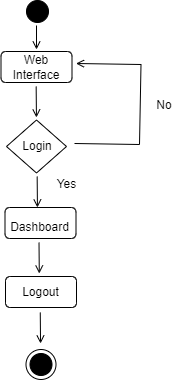 Web
Interface
Login
No
Yes
Dashboard
Logout